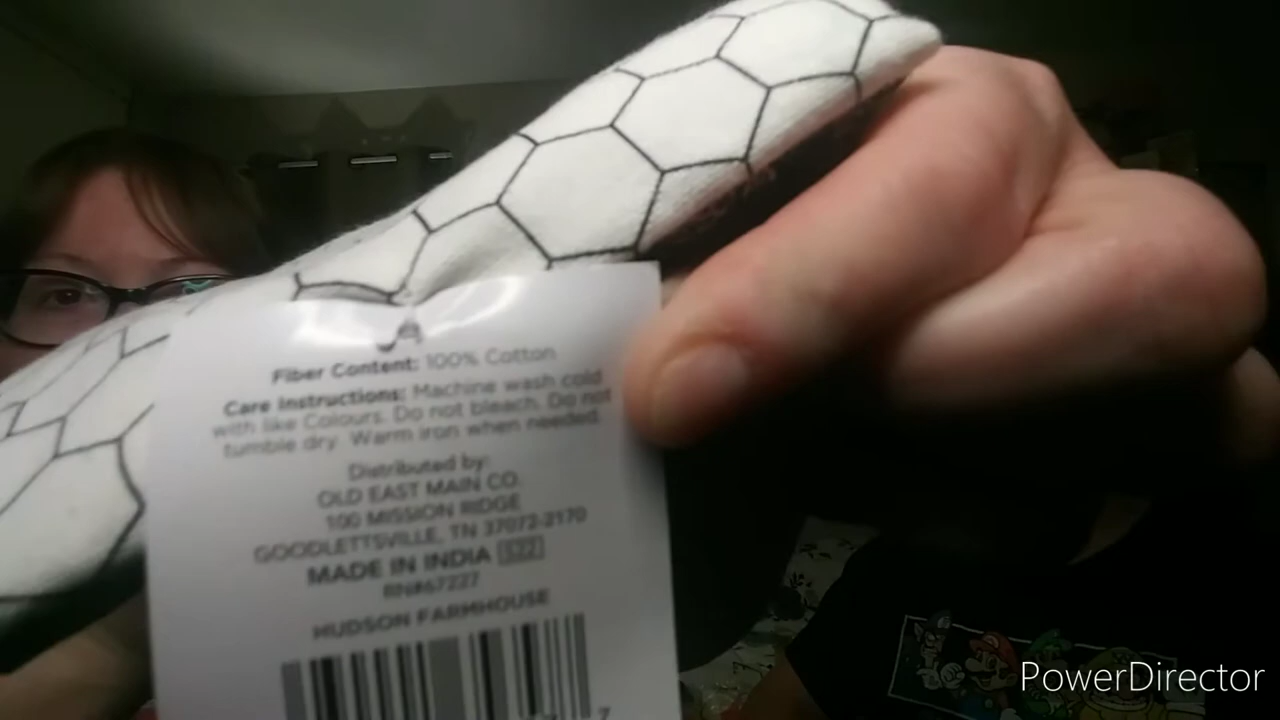 Fiber Content: 100% Cotton
Care Instructions: Machine wash cold
with like Colours. Do not bleach. Do not
tumble dry. Warm iron when needed.
Distributed by:
OLD EAST MAIN CO.
100 MISSION RIDGE
GOODLETTSVILLE, TN 37072-2170
MADE IN INDIA S22
RN#67227
HUDSON FARMHOUSE
7
PowerDirector